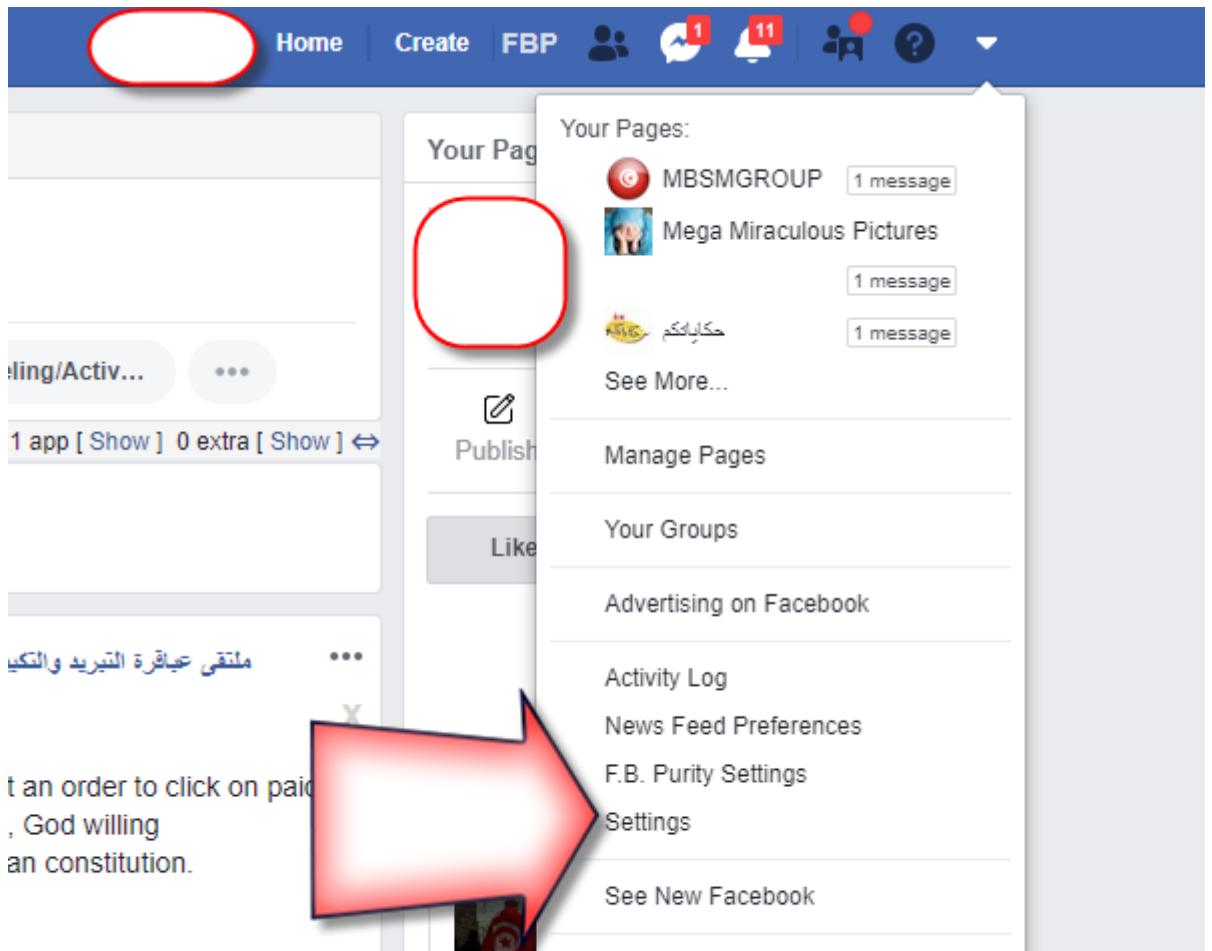 Home Create FBP 1 11
Your Pag
Your Pages:
MBSMGROUP 1 message
Mega Miraculous Pictures
1 message
حكاياتكم 1 message
See More...
eling/Activ...
1 app [ Show ] 0 extra [ Show ]
Publish
Manage Pages
Like
Your Groups
Advertising on Facebook
ملتقى عباقرة التبريد والتكيي
Activity Log
X
News Feed Preferences
F.B. Purity Settings
t an order to click on paid
, God willing
Settings
an constitution.
See New Facebook